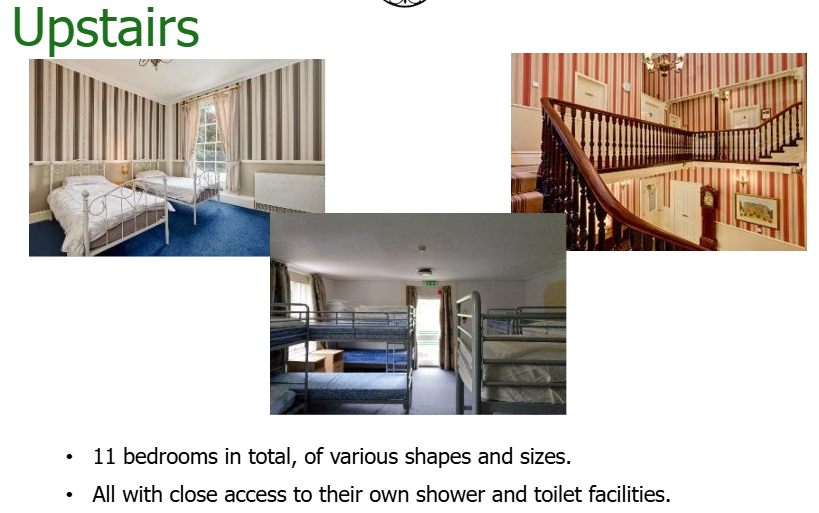 Upstairs
• 11 bedrooms in total, of various shapes and sizes.
• All with close access to their own shower and toilet facilities.